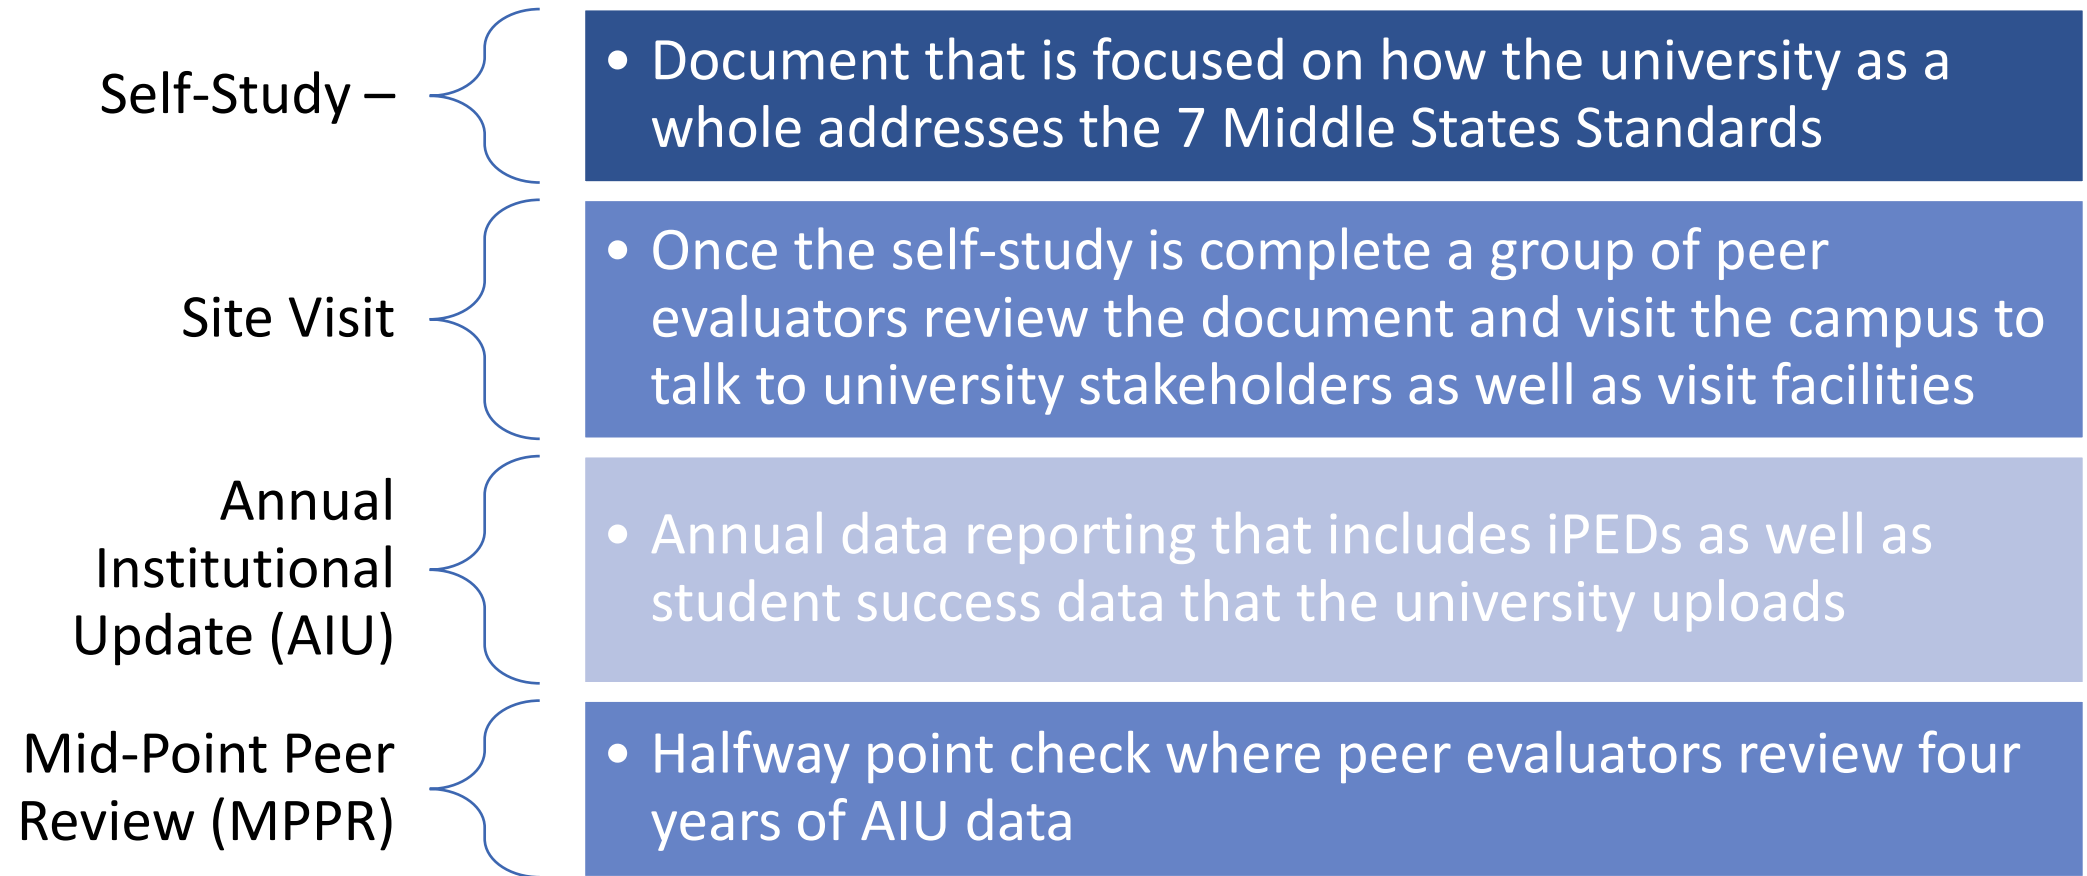 Self-Study –
• Document that is focused on how the university as a
whole addresses the 7 Middle States Standards
Site Visit
• Once the self-study is complete a group of peer
evaluators review the document and visit the campus to
talk to university stakeholders as well as visit facilities
Annual
Institutional
Update (AIU)
• Annual data reporting that includes iPEDs as well as
student success data that the university uploads
Mid-Point Peer
Review (MPPR)
• Halfway point check where peer evaluators review four
years of AIU data